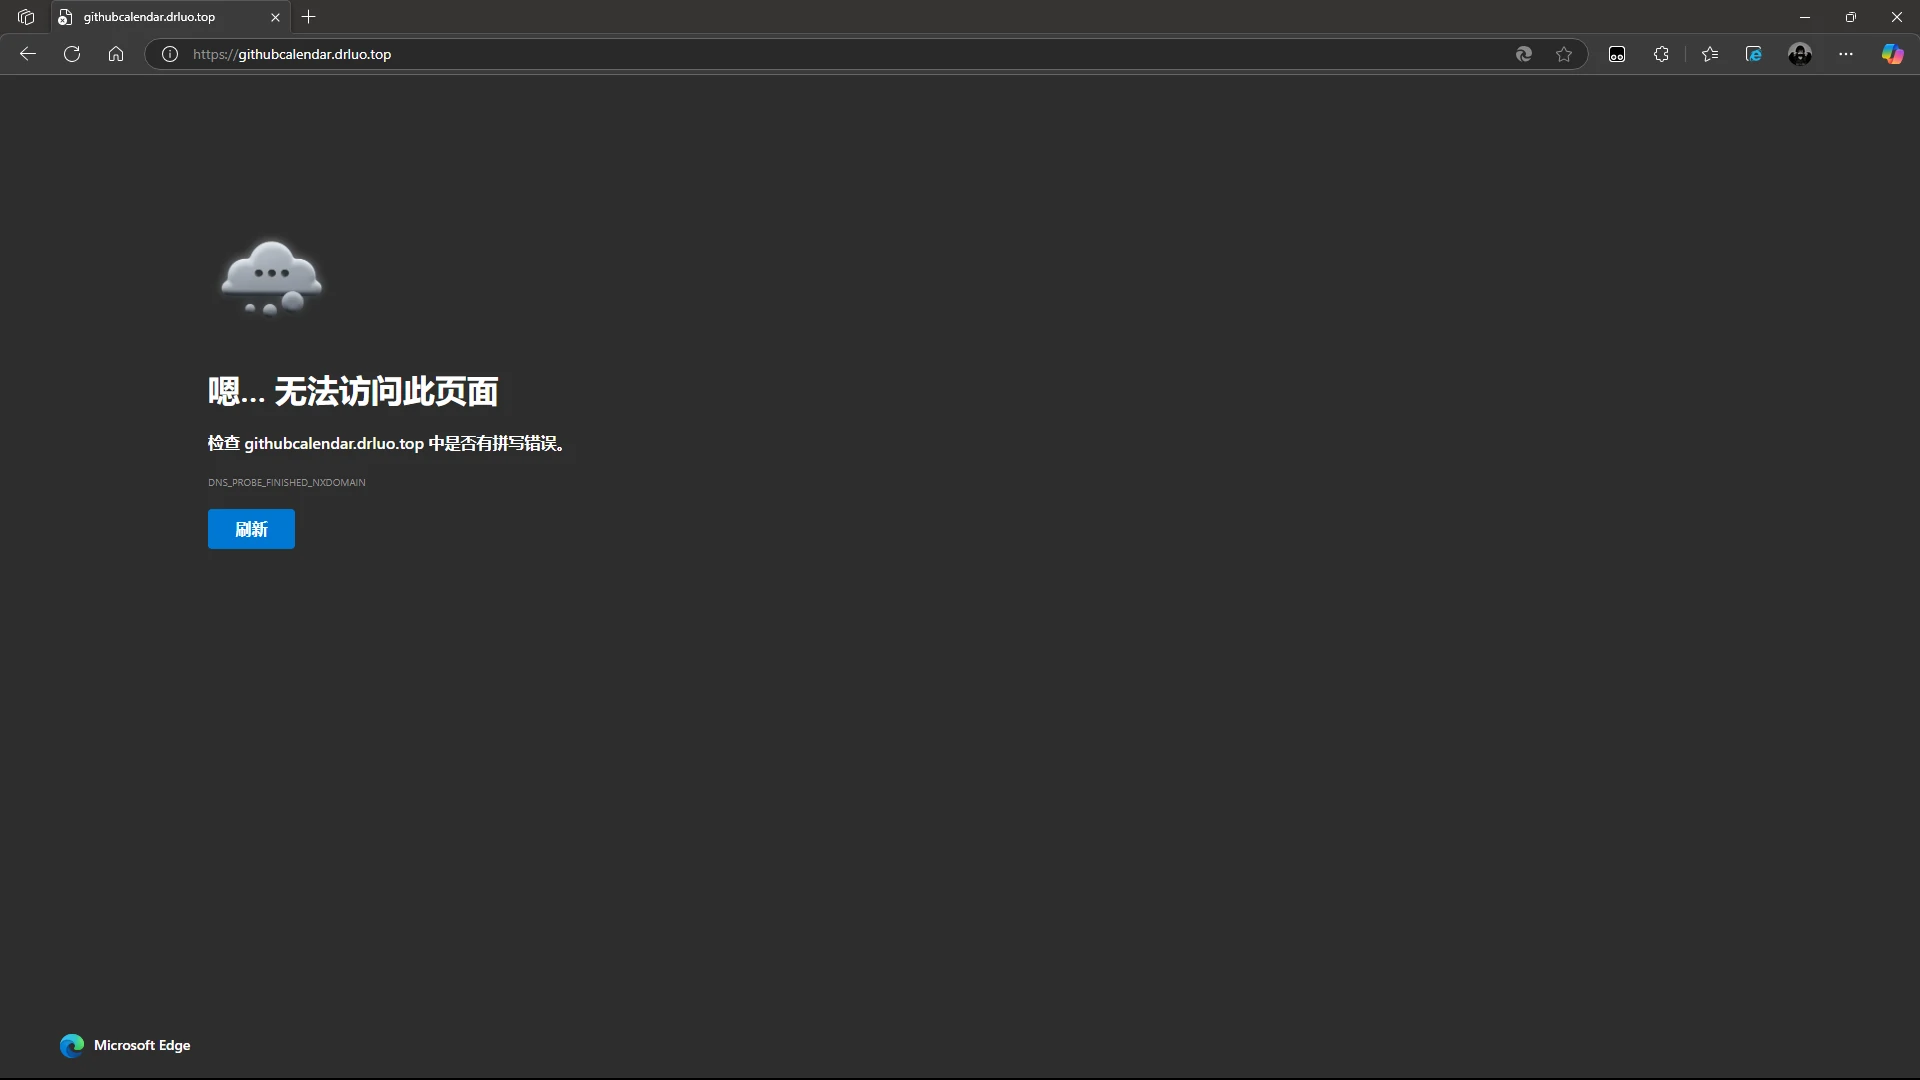 githubcalendar.drluo.top
https://githubcalendar.drluo.top
嗯… 无法访问此页面
检查 githubcalendar.drluo.top 中是否有拼写错误。
DNS_PROBE_FINISHED_NXDOMAIN
刷新
Microsoft Edge